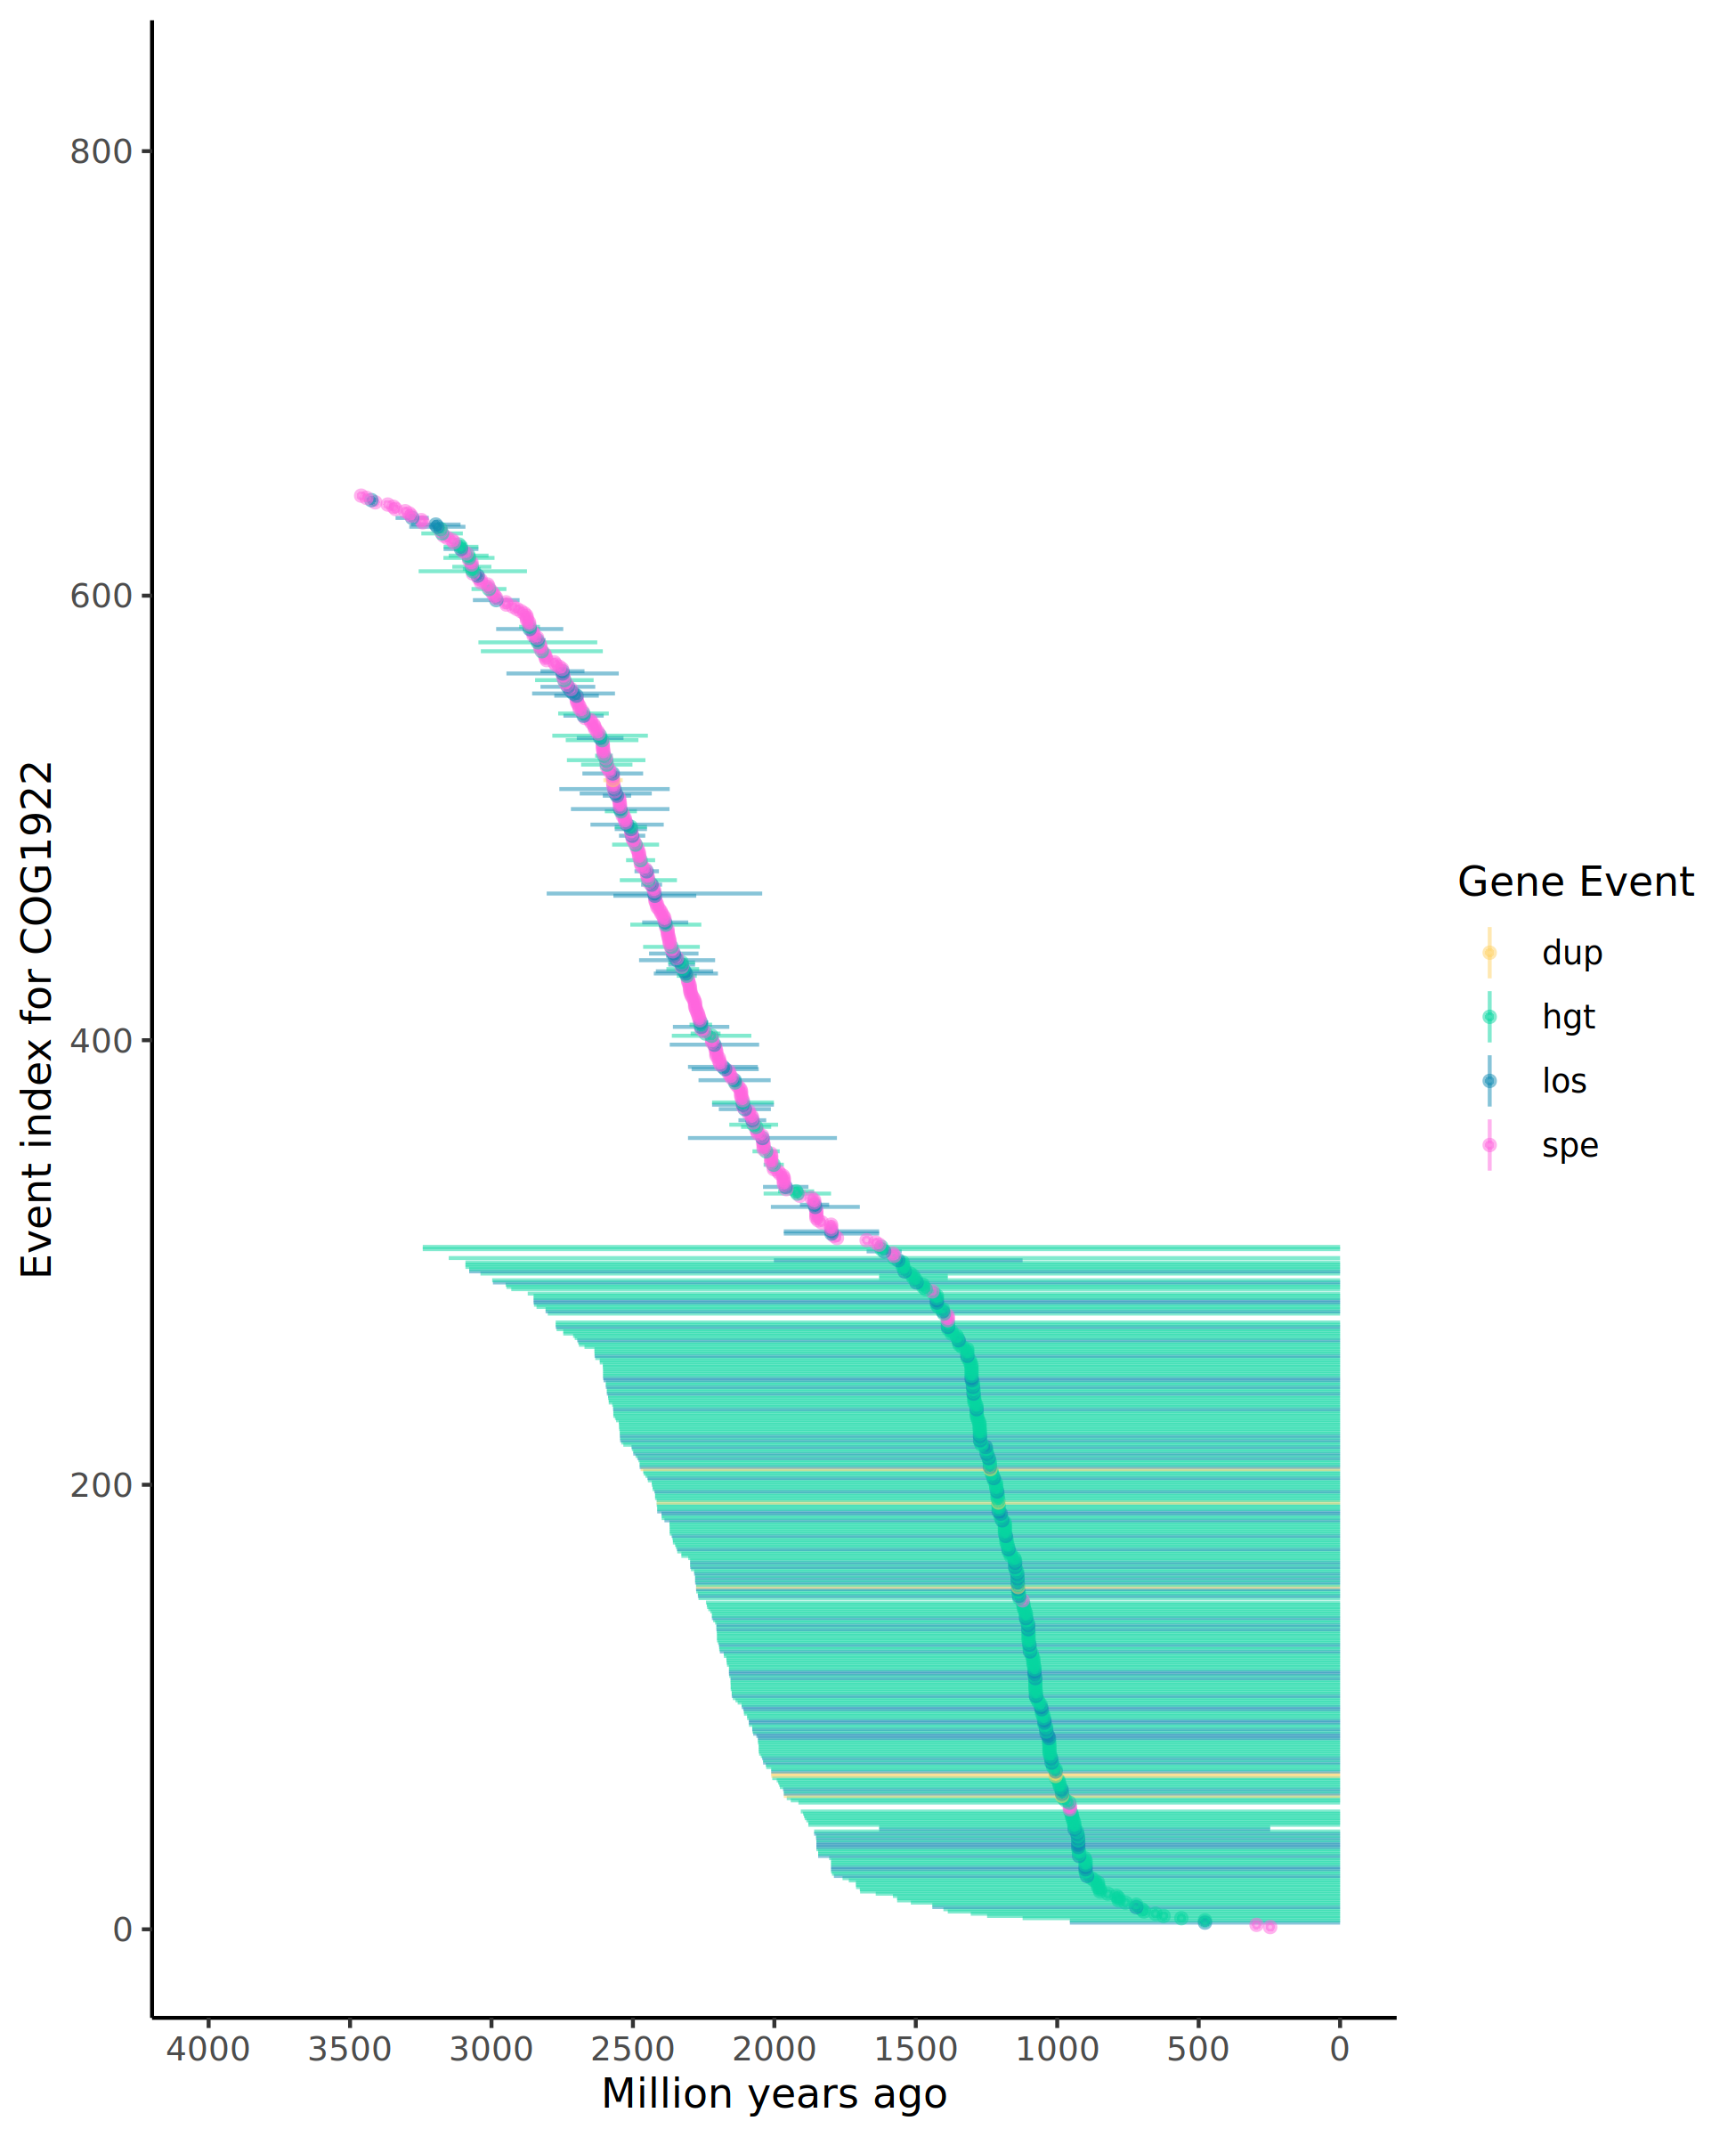 Event index for COG1922
800
600
400
200
0
4000 3500 3000 2500 2000 1500 1000 500 0
Million years ago
Gene Event
dup
hgt
los
spe